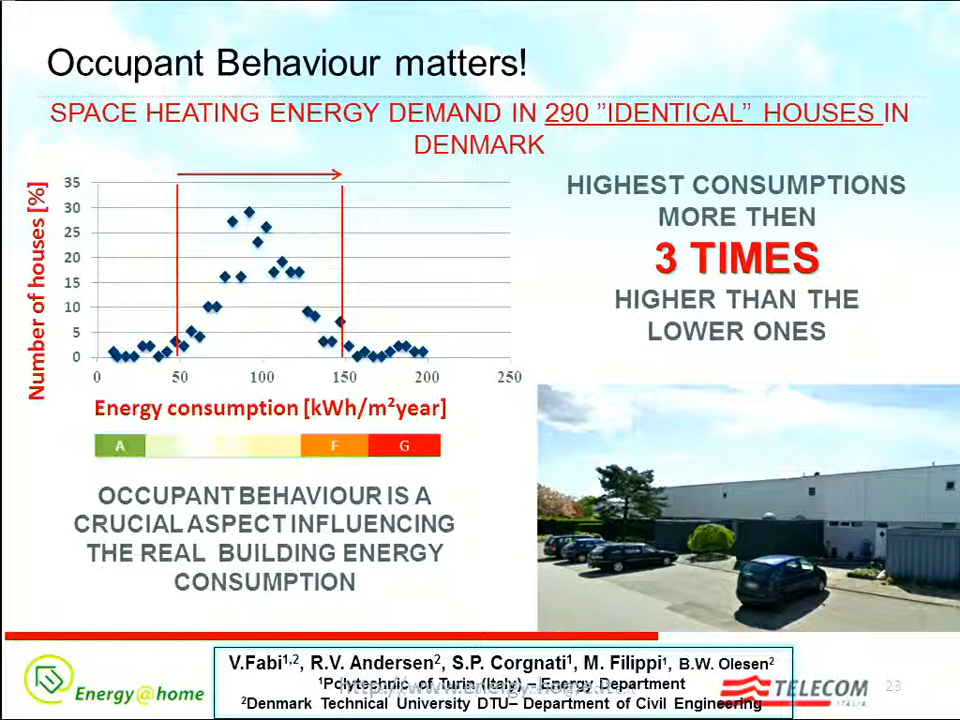 Occupant Behaviour matters!
SPACE HEATING ENERGY DEMAND IN 290 ”IDENTICAL” HOUSES IN
DENMARK
Number of houses [%]
35
30
25
20
15
10
5
0
0 50 100 150 200 250
Energy consumption [kWh/m²year]
A F G
HIGHEST CONSUMPTIONS
MORE THEN
3 TIMES
HIGHER THAN THE
LOWER ONES
OCCUPANT BEHAVIOUR IS A
CRUCIAL ASPECT INFLUENCING
THE REAL BUILDING ENERGY
CONSUMPTION
Energy@home
V.Fabi¹,², R.V. Andersen², S.P. Corgnati¹, M. Filippi¹, B.W. Olesen²
¹Polytechnic of Turin (Italy) – Energy Department
²Denmark Technical University DTU– Department of Civil Engineering
TELECOM
ITALIA
23